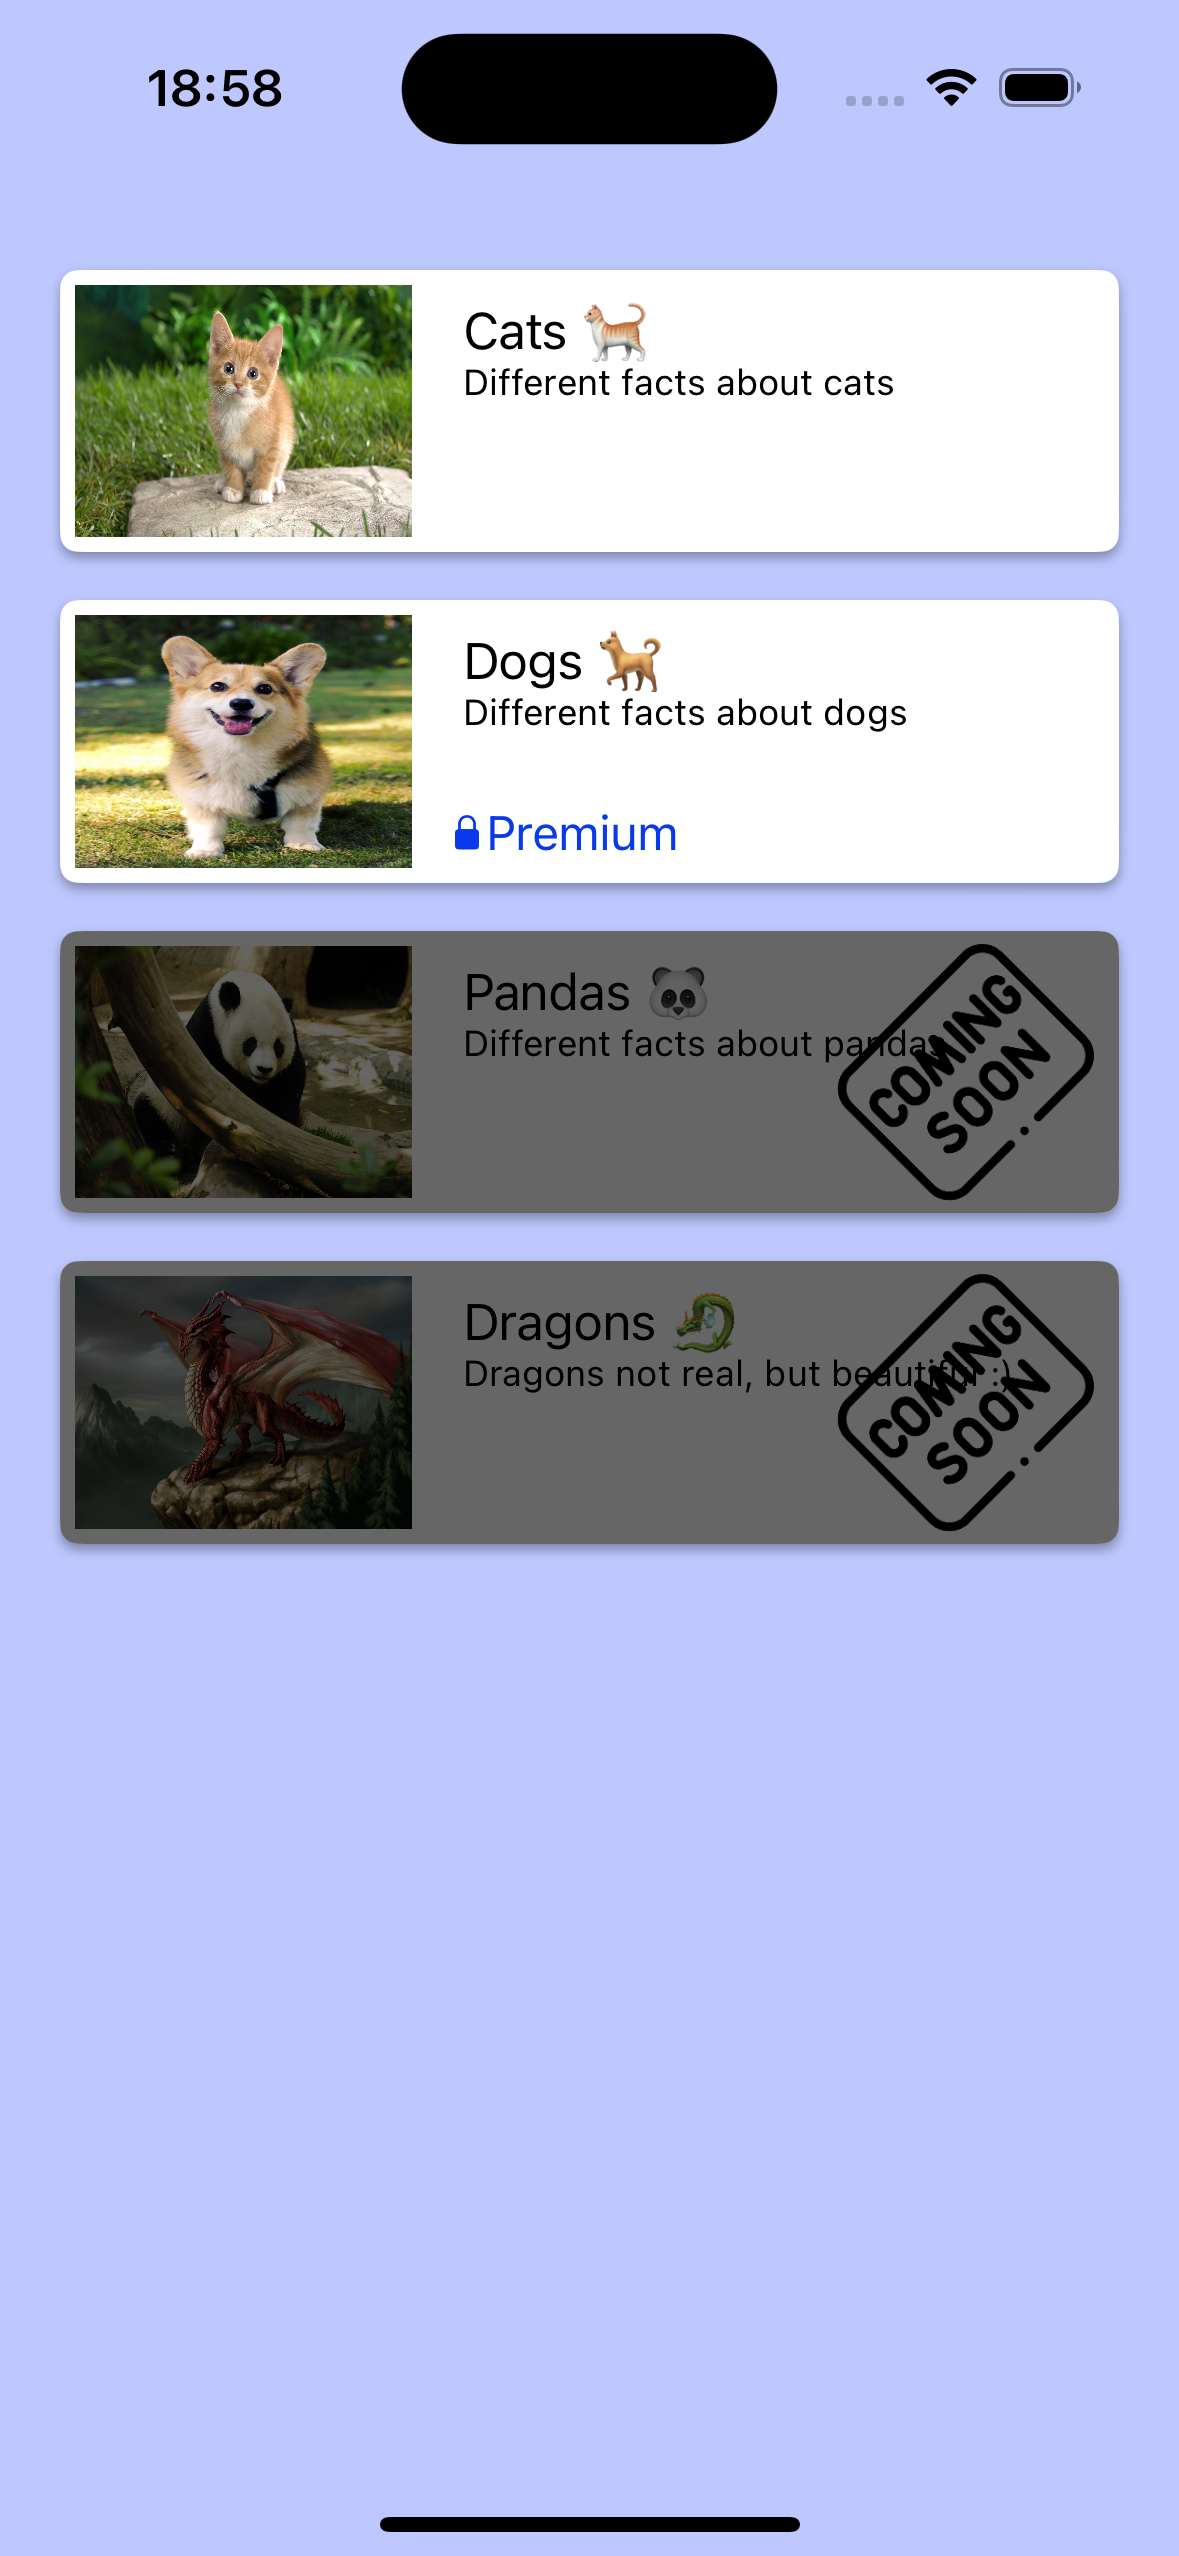 18:58
Cats 🐈
Different facts about cats
Dogs 🐕
Different facts about dogs
Premium
Pandas 🐼
Different facts about pandas
COMING
SOON
Dragons 🐉
Dragons not real, but beautiful :)
COMING
SOON